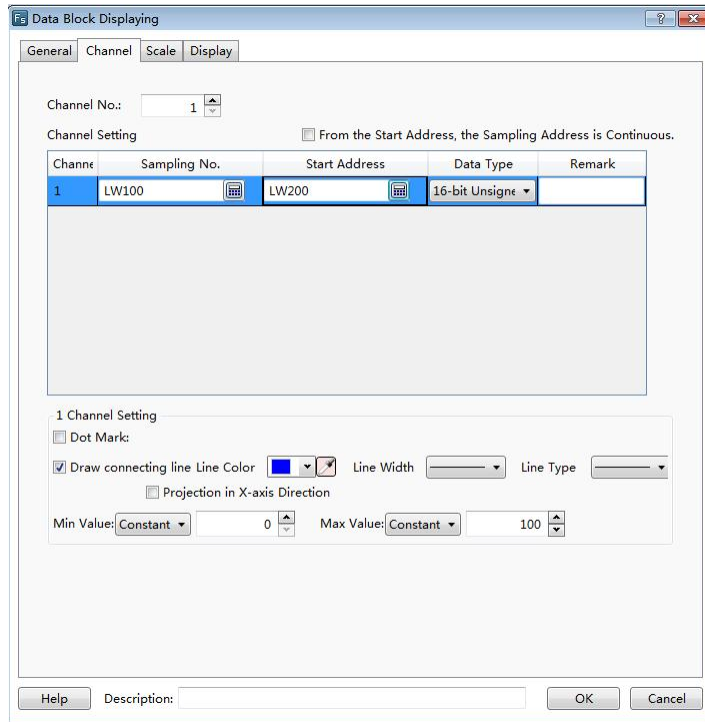 Fs Data Block Displaying ?
General Channel Scale Display
Channel No.: 1
Channel Setting From the Start Address, the Sampling Address is Continuous.
Channe Sampling No. Start Address Data Type Remark
1 LW100 LW200 16-bit Unsigne
1 Channel Setting
Dot Mark:
Draw connecting line Line Color Line Width Line Type
Projection in X-axis Direction
Min Value: Constant 0 Max Value: Constant 100
Help Description: OK Cancel